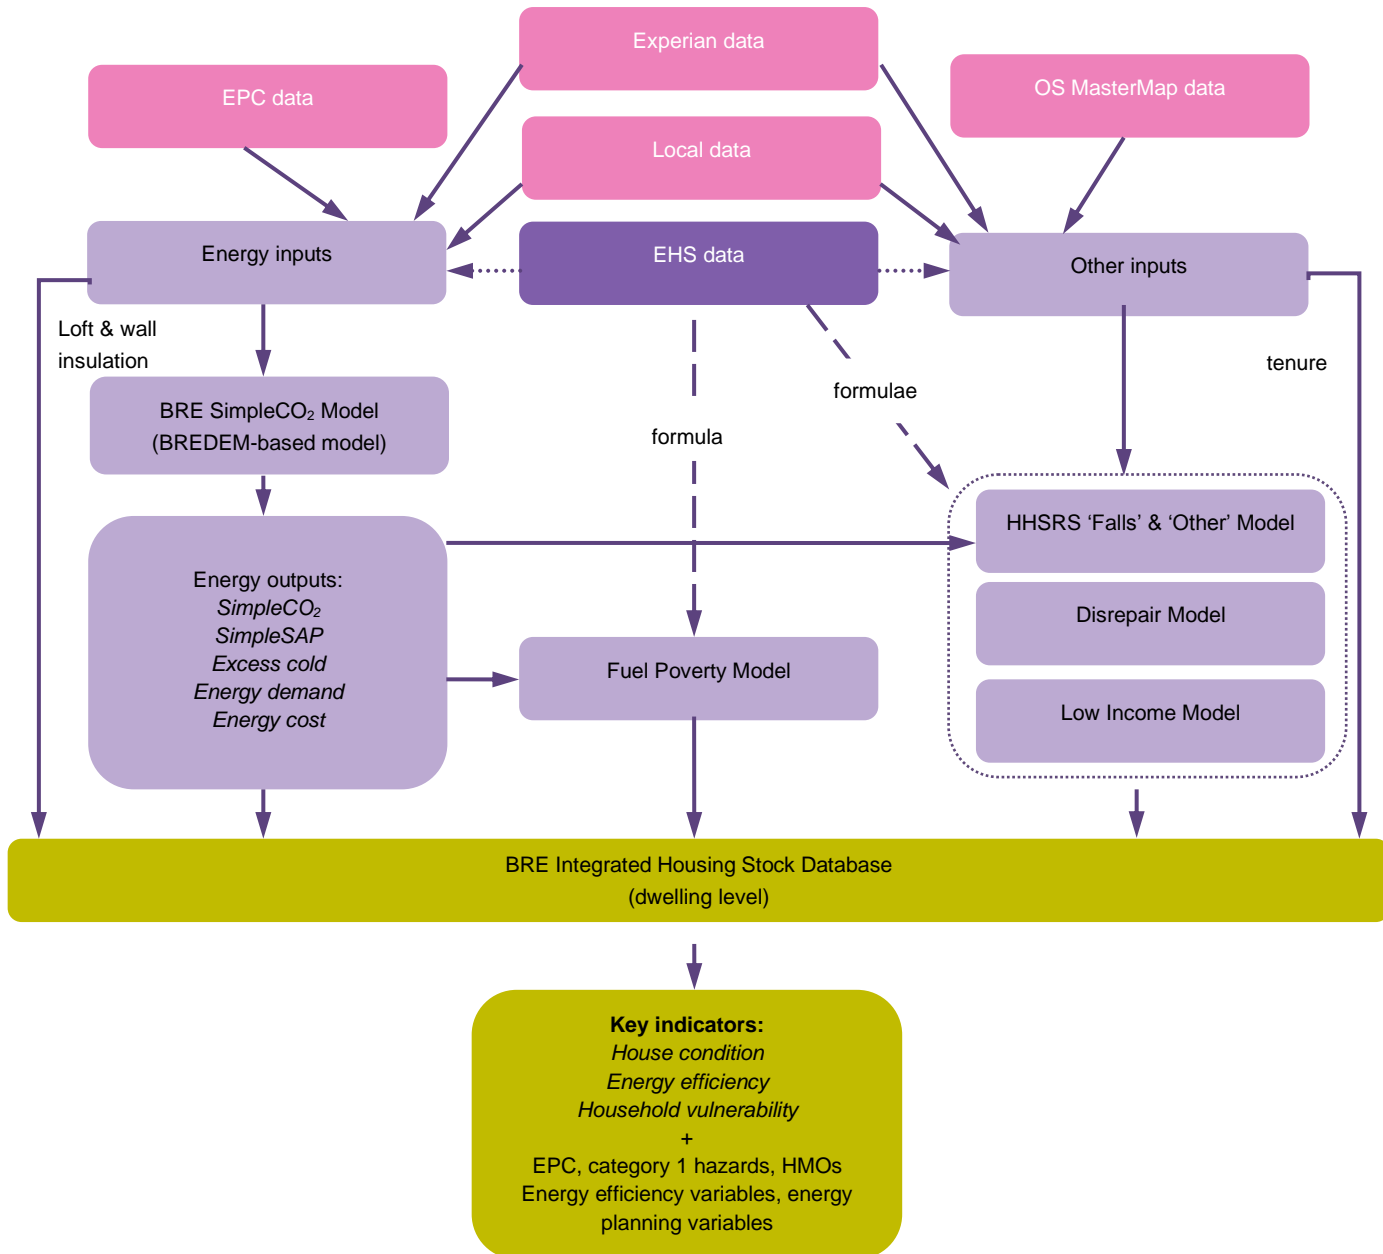 Experian data
EPC data
OS MasterMap data
Local data
Energy inputs
EHS data
Other inputs
Loft & wall
insulation
tenure
formulae
BRE SimpleCO₂ Model
(BREDEM-based model)
formula
HHSRS ‘Falls’ & ‘Other’ Model
Energy outputs:
SimpleCO₂
SimpleSAP
Excess cold
Energy demand
Energy cost
Disrepair Model
Fuel Poverty Model
Low Income Model
BRE Integrated Housing Stock Database
(dwelling level)
Key indicators:
House condition
Energy efficiency
Household vulnerability
+
EPC, category 1 hazards, HMOs
Energy efficiency variables, energy
planning variables